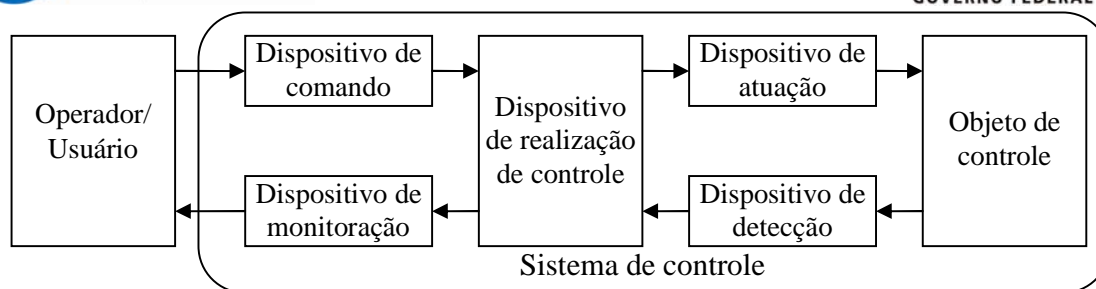 GOVERNO FEDERAL
Operador/
Usuário
Dispositivo de
comando
Dispositivo de
monitoração
Dispositivo
de realização
de controle
Dispositivo de
atuação
Dispositivo de
detecção
Objeto de
controle
Sistema de controle